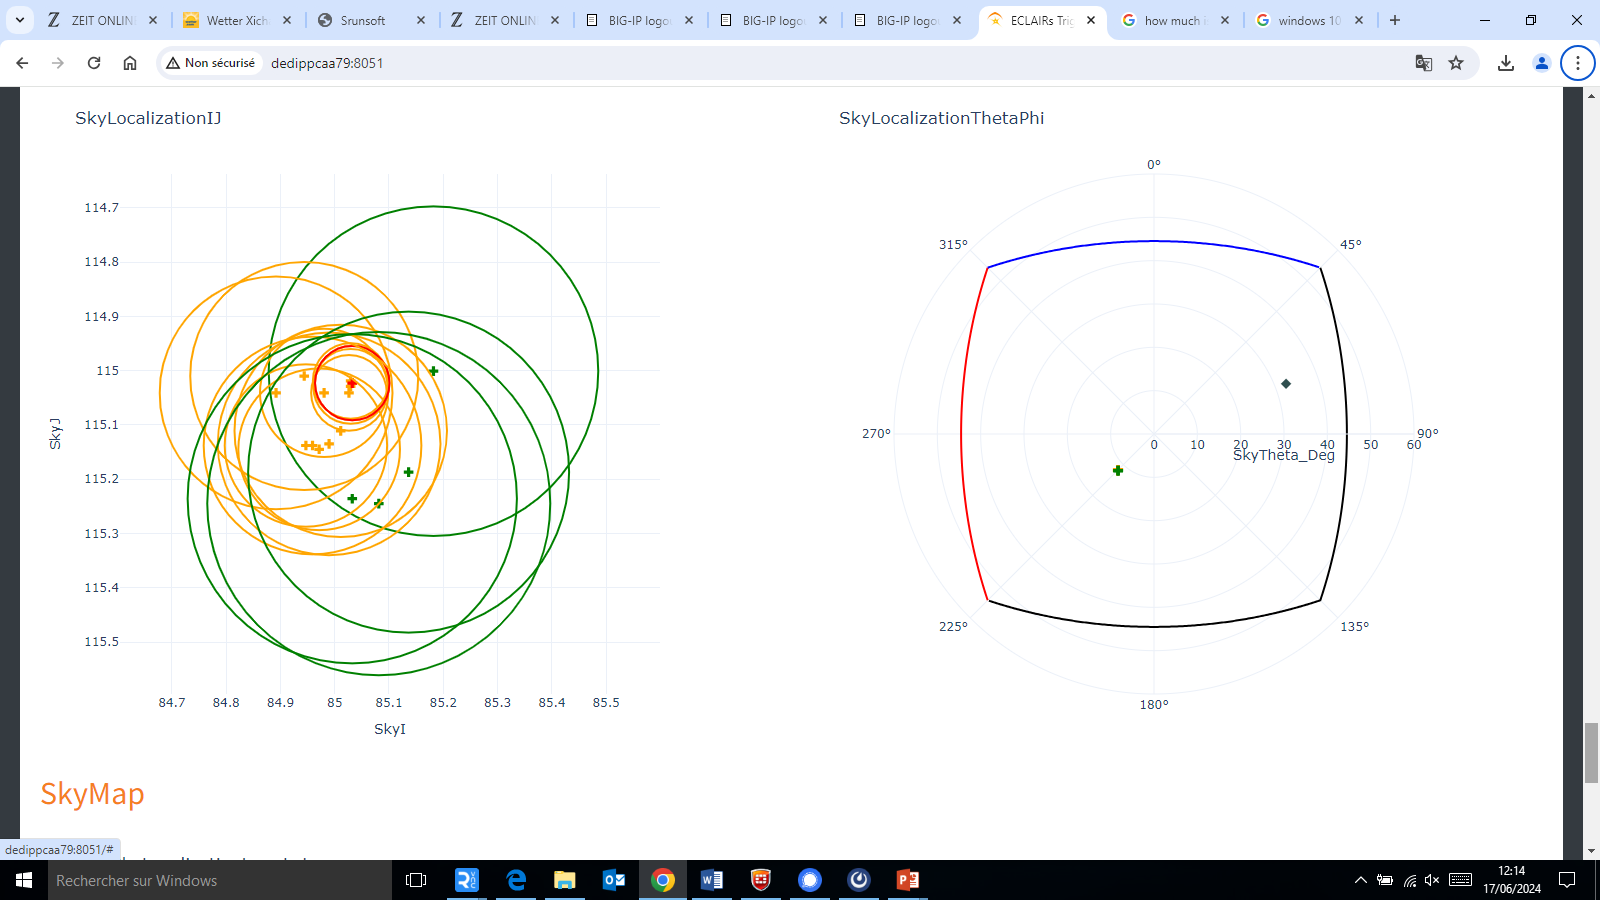 ZEIT ONLIN
Wetter Xich
Srunsoft
ZEIT ONLIN
BIG-IP logou
BIG-IP logou
BIG-IP logou
ECLAIRs Trig
how much
windows 10
Non sécurisé
dedippcaa79:8051
SkyLocalizationIJ
114.7
114.8
114.9
115
115.1
115.2
115.3
115.4
115.5
SkyJ
84.7 84.8 84.9 85 85.1 85.2 85.3 85.4 85.5
SkyI
SkyLocalizationThetaPhi
0°
315° 45°
270° 90°
0 10 20 30 40 50 60
SkyTheta_Deg
225° 135°
180°
SkyMap
dedippcaa79:8051/#
Rechercher sur Windows
12:14
17/06/2024